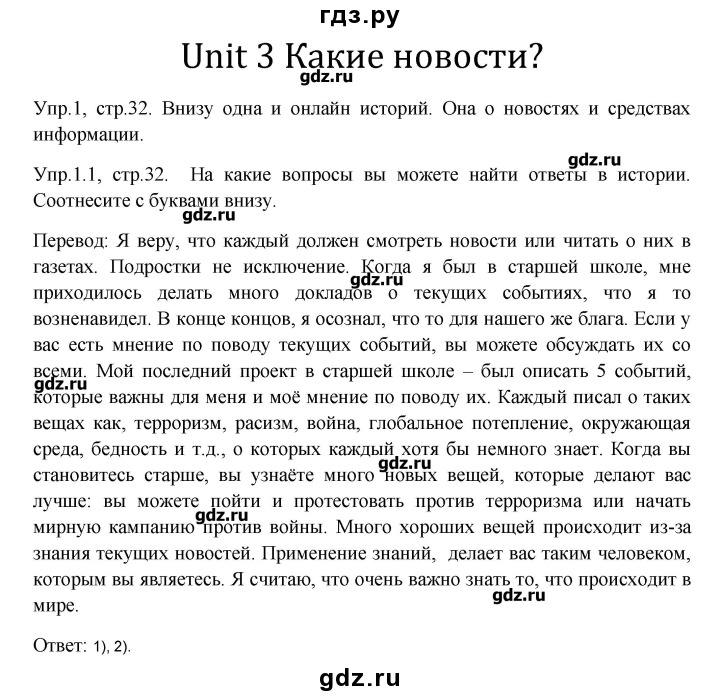 гдз.ру
Unit 3 Какие новости?
gdz.ru
Упр.1, стр.32. Внизу одна и онлайн историй. Она о новостях и средствах
информации.
gdz.ru
Упр.1.1, стр.32. На какие вопросы вы можете найти ответы в истории.
Соотнесите с буквами внизу.
gdz.ru
Перевод: Я веру, что каждый должен смотреть новости или читать о них в
газетах. Подростки не исключение. Когда я был в старшей школе, мне
gdz.ru
приходилось делать много докладов о текущих событиях, что я то
возненавидел. В конце концов, я осознал, что то для нашего же блага. Если у
вас есть мнение по поводу текущих событий, вы можете обсуждать их со
всеми. Мой последний проект в старшей школе – был описать 5 событий,
gdz.ru
которые важны для меня и моё мнение по поводу их. Каждый писал о таких
вещах как, терроризм, расизм, война, глобальное потепление, окружающая
среда, бедность и т.д., о которых каждый хотя бы немного знает. Когда вы
gdz.ru
становитесь старше, вы узнаёте много новых вещей, которые делают вас
лучше: вы можете пойти и протестовать против терроризма или начать
gdz.ru
мирную кампанию против войны. Много хороших вещей происходит из-за
знания текущих новостей. Применение знаний, делает вас таким человеком,
которым вы являетесь. Я считаю, что очень важно знать то, что происходит в
gdz.ru
мире.
Ответ: 1), 2).
gdz.ru